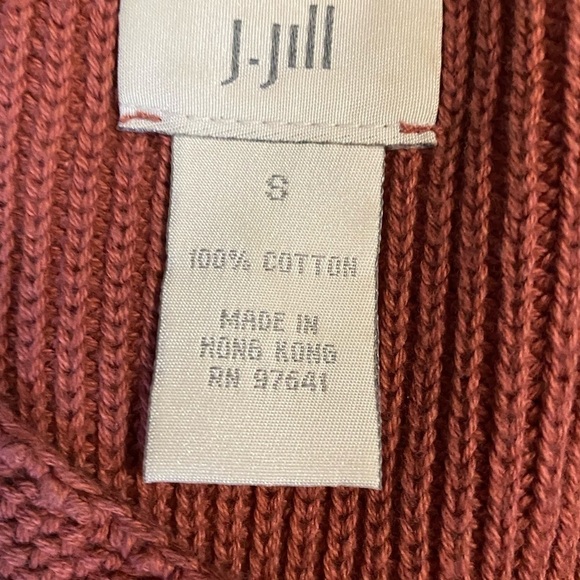 J.Jill
S
100% COTTON
MADE IN
HONG KONG
RN 97641